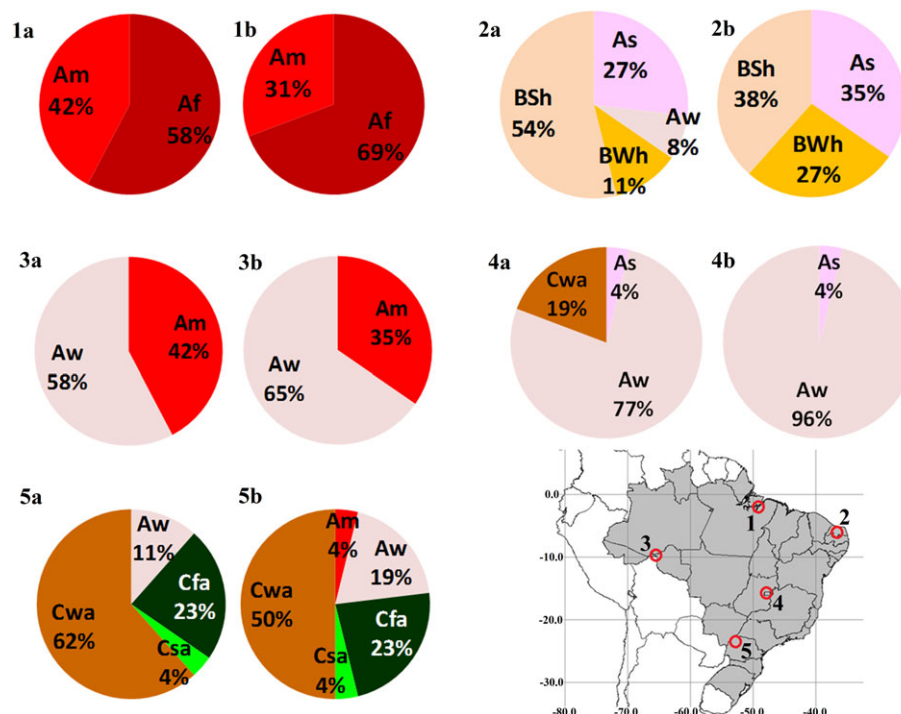 1a
Am
42%
Af
58%
1b
Am
31%
Af
69%
2a
As
27%
BSh
54%
Aw
8%
BWh
11%
2b
As
35%
BSh
38%
BWh
27%
3a
Am
42%
Aw
58%
3b
Am
35%
Aw
65%
4a
As
4%
Cwa
19%
Aw
77%
4b
As
4%
Aw
96%
5a
Aw
11%
Cfa
23%
Cwa
62%
Csa
4%
5b
Am
4%
Aw
19%
Cwa
50%
Cfa
23%
Csa
4%
0.0
-10.0
-20.0
-30.0
1
2
3
4
5
-80.0 -70.0 -60.0 -50.0 -40.0